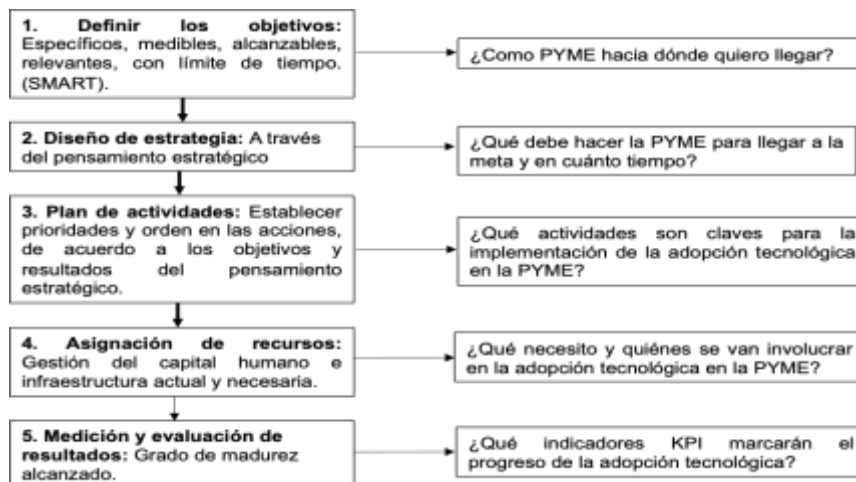 1. Definir los objetivos:
Específicos, medibles, alcanzables,
relevantes, con límite de tiempo.
(SMART).
¿Como PYME hacia dónde quiero llegar?
2. Diseño de estrategia: A través
del pensamiento estratégico
¿Qué debe hacer la PYME para llegar a la
meta y en cuánto tiempo?
3. Plan de actividades: Establecer
prioridades y orden en las acciones,
de acuerdo a los objetivos y
resultados del pensamiento
estratégico.
¿Qué actividades son claves para la
implementación de la adopción tecnológica
en la PYME?
4. Asignación de recursos:
Gestión del capital humano e
infraestructura actual y necesaria.
¿Qué necesito y quiénes se van involucrar
en la adopción tecnológica en la PYME?
5. Medición y evaluación de
resultados: Grado de madurez
alcanzado.
¿Qué indicadores KPI marcarán el
progreso de la adopción tecnológica?